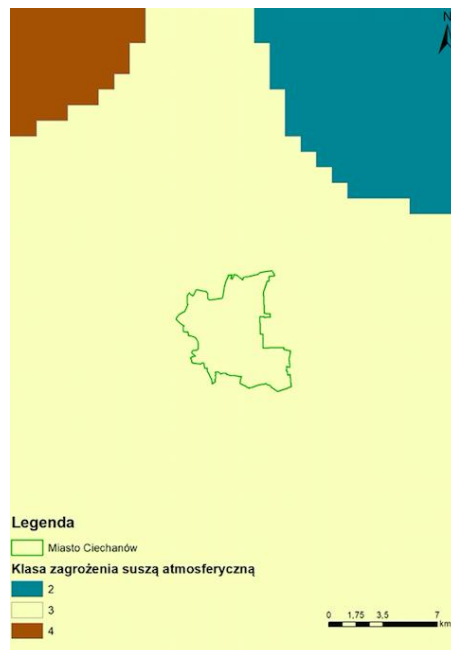 N
Legenda
Miasto Ciechanów
Klasa zagrożenia suszą atmosferyczną
2
3
4
0 1,75 3,5 7
km